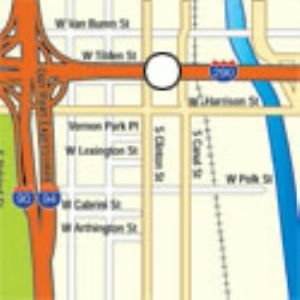 W Van Buren St
W Tilden St
290
W Harrison St
Vernon Park Pl
W Lexington St
S Clinton St
S Canal St
W Polk St
90
94
W Cabrini St
W Arthington St